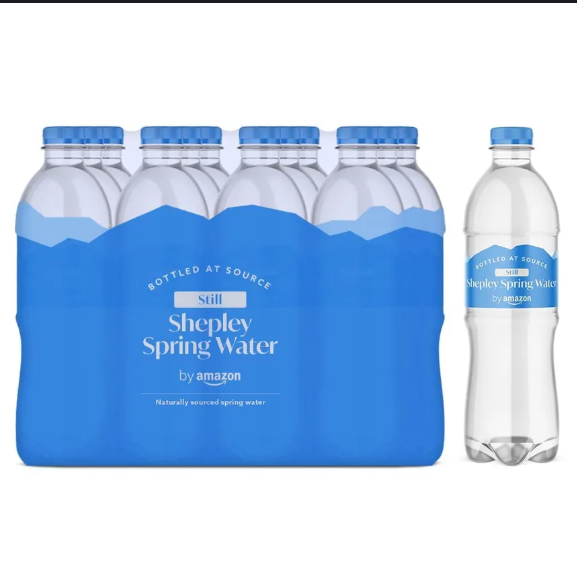 BOTTLED AT SOURCE
Still
Shepley
Spring Water
by amazon
Naturally sourced spring water
BOTTLED AT SOURCE
Still
Shepley Spring Water
by amazon